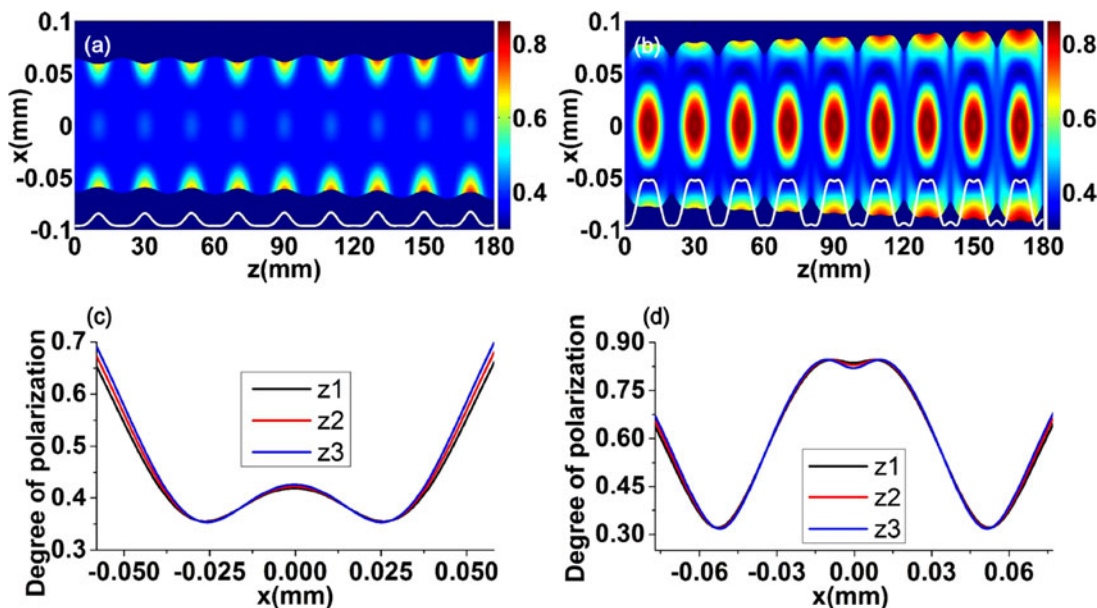 (a)
0.1
0.05
0
-0.05
-0.1
x(mm)
0 30 60 90 120 150 180
z(mm)
0.8
0.6
0.4
(b)
0.1
0.05
0
-0.05
-0.1
x(mm)
0 30 60 90 120 150 180
z(mm)
0.8
0.6
0.4
(c)
Degree of polarization
0.7
0.6
0.5
0.4
0.3
z1
z2
z3
-0.050 -0.025 0.000 0.025 0.050
x(mm)
(d)
Degree of polarization
0.90
0.75
0.60
0.45
0.30
z1
z2
z3
-0.06 -0.03 0.00 0.03 0.06
x(mm)